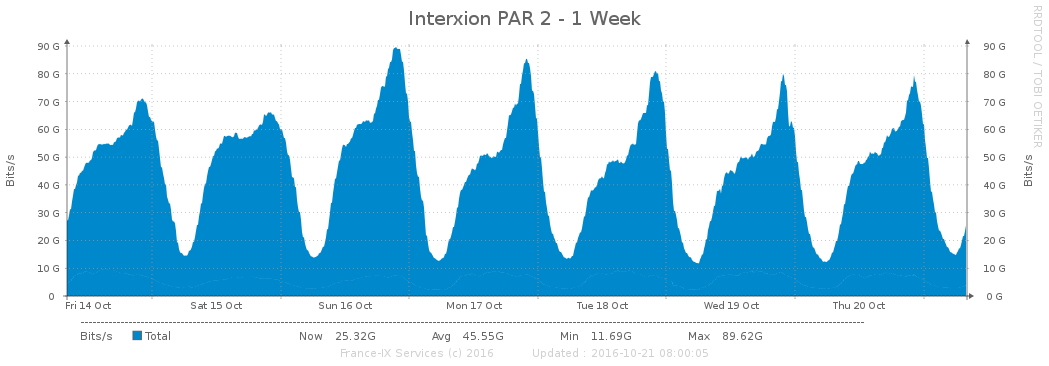 Interxion PAR 2 - 1 Week
RRDTOOL / TOBI OETIKER
90 G 90 G
80 G 80 G
70 G 70 G
60 G 60 G
50 G 50 G
40 G 40 G
30 G 30 G
20 G 20 G
10 G 10 G
0 0 G
Bits/s
Bits/s
Fri 14 Oct Sat 15 Oct Sun 16 Oct Mon 17 Oct Tue 18 Oct Wed 19 Oct Thu 20 Oct
Bits/s Total Now 25.32G Avg 45.55G Min 11.69G Max 89.62G
France-IX Services (c) 2016 Updated : 2016-10-21 08:00:05